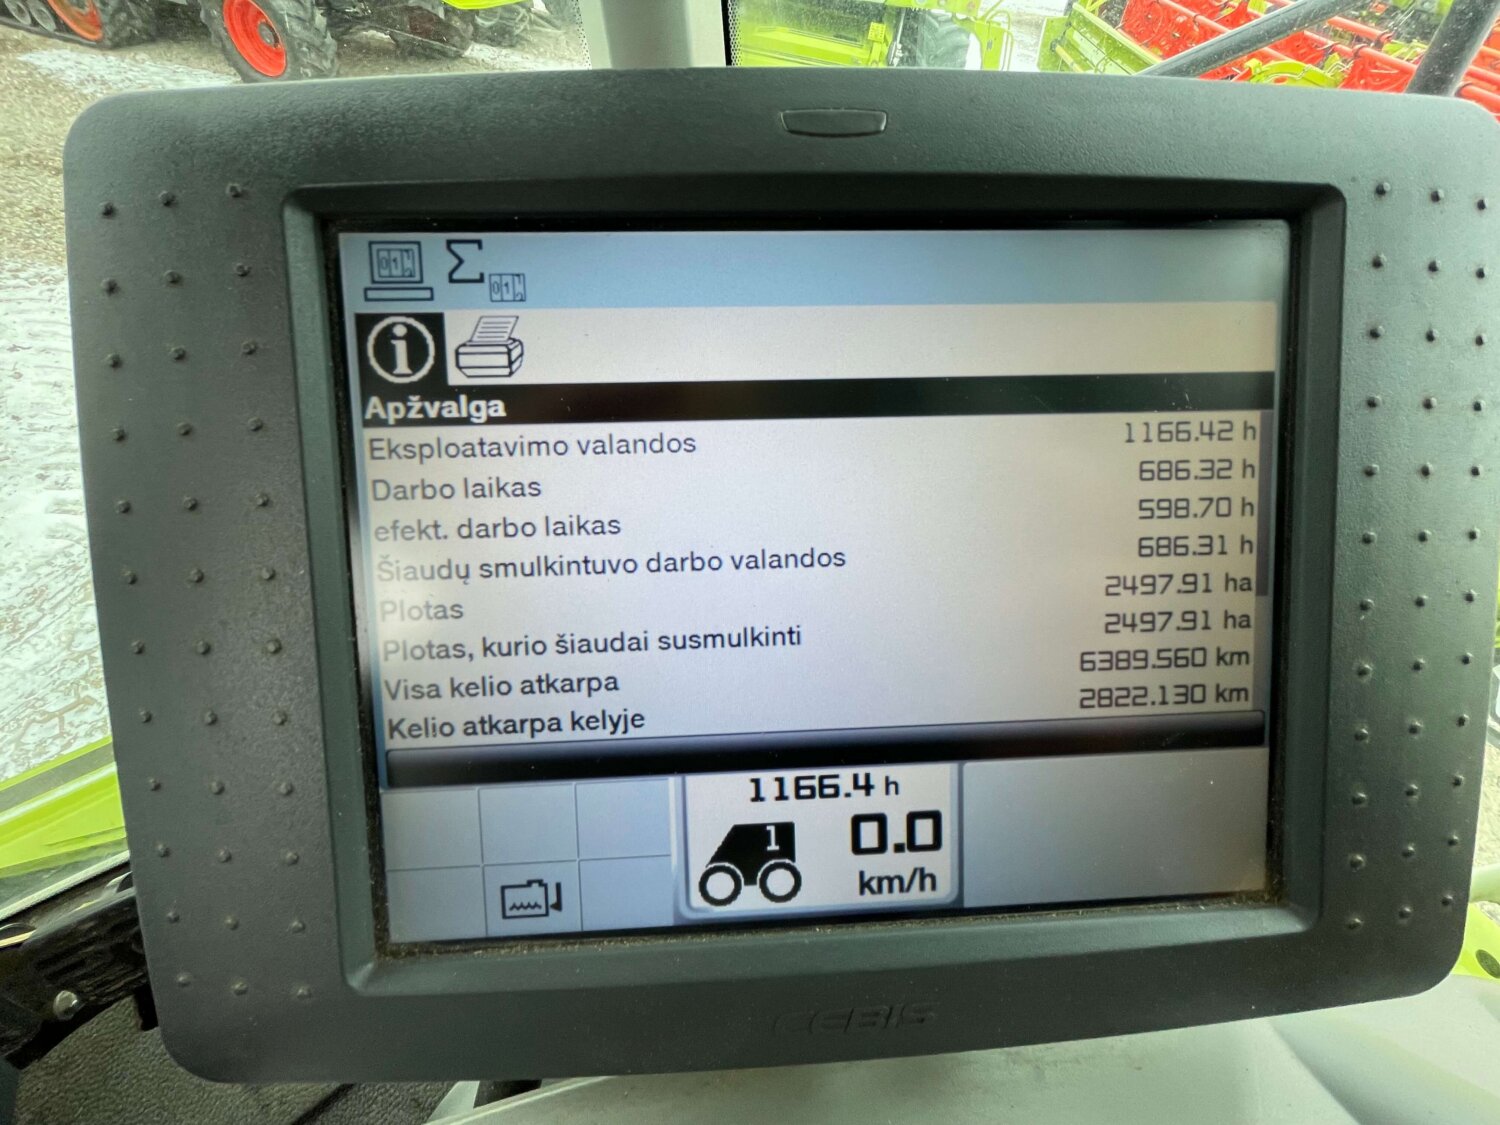 Apžvalga
Eksploatavimo valandos 1166.42 h
Darbo laikas 686.32 h
efekt. darbo laikas 598.70 h
Šiaudų smulkintuvo darbo valandos 686.31 h
Plotas 2497.91 ha
Plotas, kurio šiaudai susmulkinti 2497.91 ha
Visa kelio atkarpa 6389.560 km
Kelio atkarpa kelyje 2822.130 km
1166.4 h
1
0.0
km/h
CEBIS